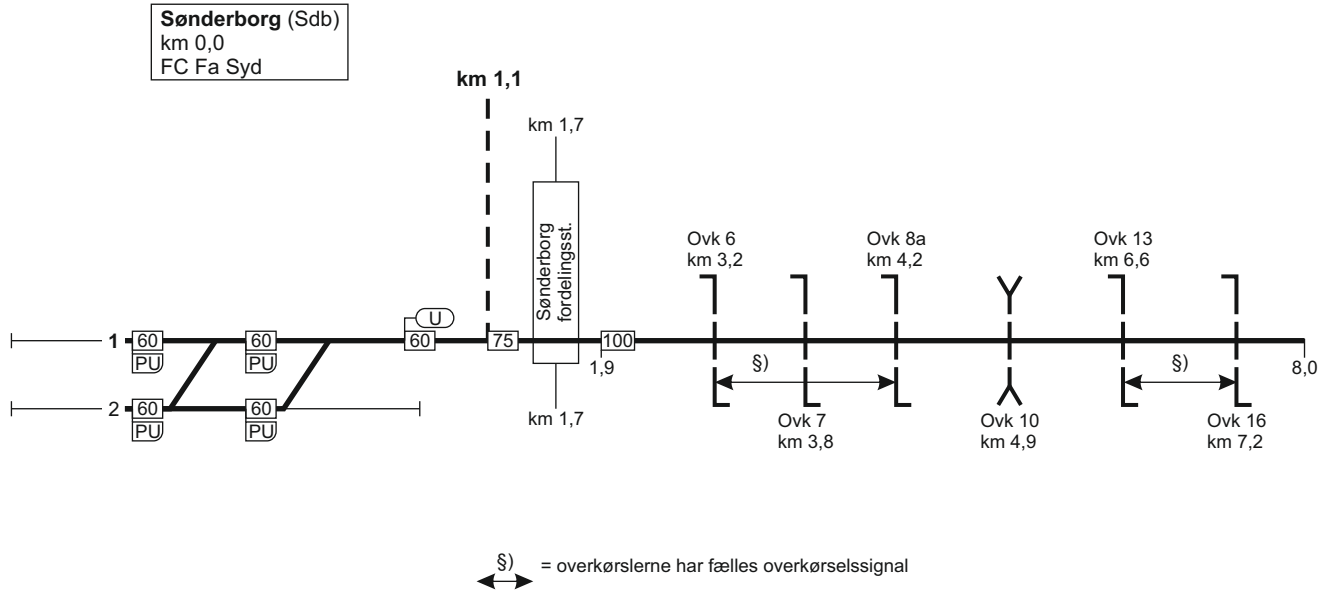 Sønderborg (Sdb)
km 0,0
FC Fa Syd
km 1,1
km 1,7
Sønderborg
fordelingsst.
Ovk 6
km 3,2
Ovk 8a
km 4,2
Ovk 13
km 6,6
U
1
60
60
60
75
100
PU
PU
1,9
§)
§)
8,0
2
60
60
PU
PU
km 1,7
Ovk 7
km 3,8
Ovk 10
km 4,9
Ovk 16
km 7,2
§)
= overkørslerne har fælles overkørselssignal